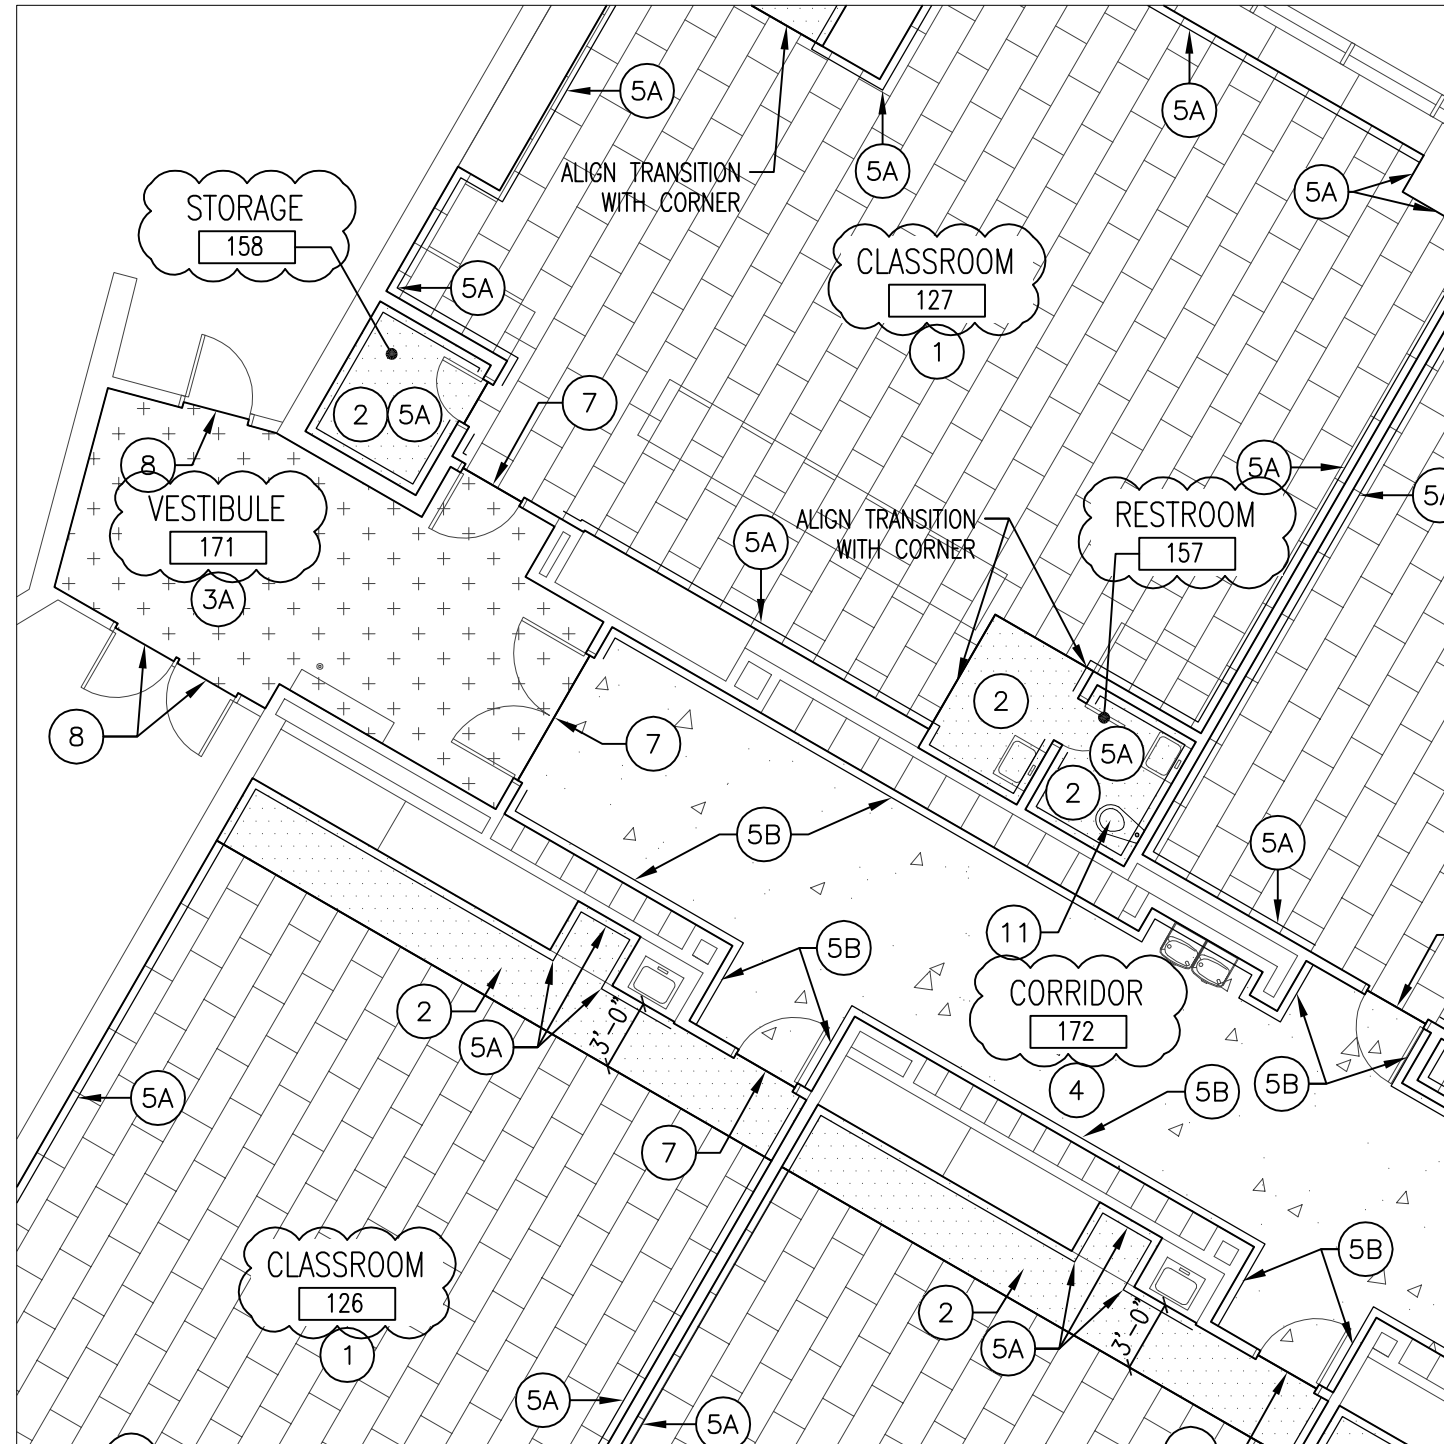 5A
5A
ALIGN TRANSITION
WITH CORNER
5A
5A
STORAGE
158
CLASSROOM
127
1
5A
2
5A
7
8
VESTIBULE
171
3A
5A
5A
RESTROOM
157
ALIGN TRANSITION
WITH CORNER
5A
2
5A
2
8
7
5B
5A
11
5B
CORRIDOR
172
4
2
5A
3'-0"
5B
5B
5A
7
CLASSROOM
126
1
5B
2
5A
3'-0"
5A
5A